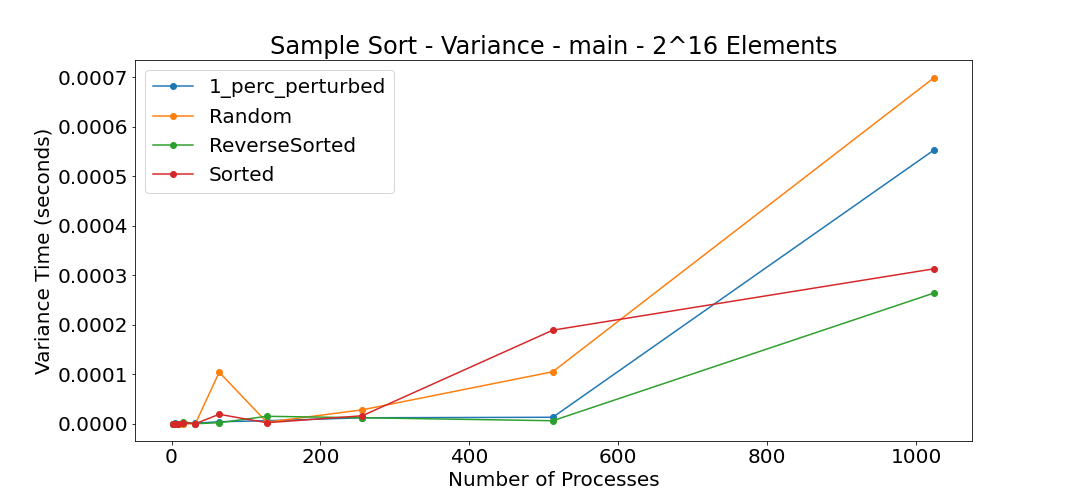 Sample Sort - Variance - main - 2^16 Elements
0.0007
0.0006
0.0005
0.0004
0.0003
0.0002
0.0001
0.0000
Variance Time (seconds)
1_perc_perturbed
Random
ReverseSorted
Sorted
0 200 400 600 800 1000
Number of Processes